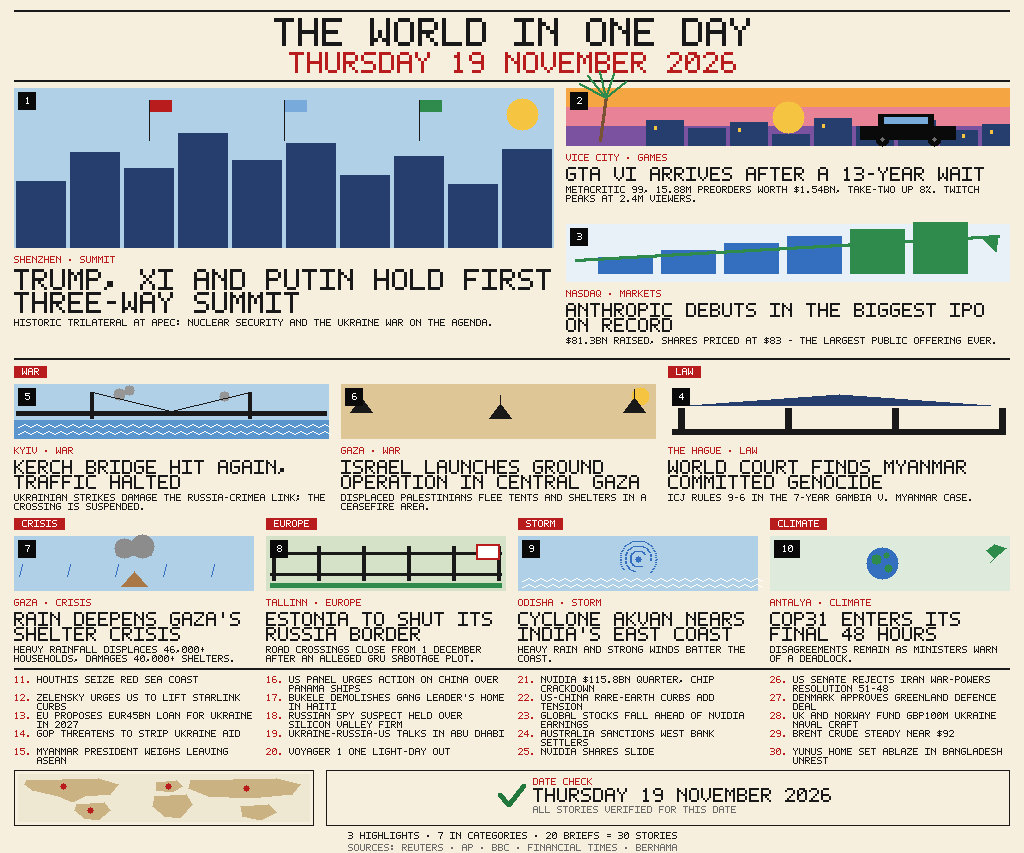 THE WORLD IN ONE DAY
THURSDAY 19 NOVEMBER 2026
1
SHENZHEN · SUMMIT
TRUMP, XI AND PUTIN HOLD FIRST
THREE-WAY SUMMIT
HISTORIC TRILATERAL AT APEC: NUCLEAR SECURITY AND THE UKRAINE WAR ON THE AGENDA.
2
VICE CITY · GAMES
GTA VI ARRIVES AFTER A 13-YEAR WAIT
METACRITIC 99, 15.88M PREORDERS WORTH $1.54BN, TAKE-TWO UP 8%. TWITCH
PEAKS AT 2.4M VIEWERS.
3
NASDAQ · MARKETS
ANTHROPIC DEBUTS IN THE BIGGEST IPO
ON RECORD
$81.3BN RAISED, SHARES PRICED AT $83 - THE LARGEST PUBLIC OFFERING EVER.
WAR
5
KYIV · WAR
KERCH BRIDGE HIT AGAIN,
TRAFFIC HALTED
UKRAINIAN STRIKES DAMAGE THE RUSSIA-CRIMEA LINK; THE
CROSSING IS SUSPENDED.
6
GAZA · WAR
ISRAEL LAUNCHES GROUND
OPERATION IN CENTRAL GAZA
DISPLACED PALESTINIANS FLEE TENTS AND SHELTERS IN A
CEASEFIRE AREA.
LAW
4
THE HAGUE · LAW
WORLD COURT FINDS MYANMAR
COMMITTED GENOCIDE
ICJ RULES 9-6 IN THE 7-YEAR GAMBIA V. MYANMAR CASE.
CRISIS
7
GAZA · CRISIS
RAIN DEEPENS GAZA'S
SHELTER CRISIS
HEAVY RAINFALL DISPLACES 46,000+
HOUSEHOLDS, DAMAGES 40,000+ SHELTERS.
EUROPE
8
TALLINN · EUROPE
ESTONIA TO SHUT ITS
RUSSIA BORDER
ROAD CROSSINGS CLOSE FROM 1 DECEMBER
AFTER AN ALLEGED GRU SABOTAGE PLOT.
STORM
9
ODISHA · STORM
CYCLONE AKVAN NEARS
INDIA'S EAST COAST
HEAVY RAIN AND STRONG WINDS BATTER THE
COAST.
CLIMATE
10
ANTALYA · CLIMATE
COP31 ENTERS ITS
FINAL 48 HOURS
DISAGREEMENTS REMAIN AS MINISTERS WARN
OF A DEADLOCK.
11. HOUTHIS SEIZE RED SEA COAST
12. ZELENSKY URGES US TO LIFT STARLINK
CURBS
13. EU PROPOSES EUR45BN LOAN FOR UKRAINE
IN 2027
14. GOP THREATENS TO STRIP UKRAINE AID
15. MYANMAR PRESIDENT WEIGHS LEAVING
ASEAN
16. US PANEL URGES ACTION ON CHINA OVER
PANAMA SHIPS
17. BUKELE DEMOLISHES GANG LEADER'S HOME
IN HAITI
18. RUSSIAN SPY SUSPECT HELD OVER
SILICON VALLEY FIRM
19. UKRAINE-RUSSIA-US TALKS IN ABU DHABI
20. VOYAGER 1 ONE LIGHT-DAY OUT
21. NVIDIA $115.8BN QUARTER, CHIP
CRACKDOWN
22. US-CHINA RARE-EARTH CURBS ADD
TENSION
23. GLOBAL STOCKS FALL AHEAD OF NVIDIA
EARNINGS
24. AUSTRALIA SANCTIONS WEST BANK
SETTLERS
25. NVIDIA SHARES SLIDE
26. US SENATE REJECTS IRAN WAR-POWERS
RESOLUTION 51-48
27. DENMARK APPROVES GREENLAND DEFENCE
DEAL
28. UK AND NORWAY FUND GBP100M UKRAINE
NAVAL CRAFT
29. BRENT CRUDE STEADY NEAR $92
30. YUNUS HOME SET ABLAZE IN BANGLADESH
UNREST
DATE CHECK
THURSDAY 19 NOVEMBER 2026
ALL STORIES VERIFIED FOR THIS DATE
3 HIGHLIGHTS · 7 IN CATEGORIES · 20 BRIEFS = 30 STORIES
SOURCES: REUTERS · AP · BBC · FINANCIAL TIMES · BERNAMA